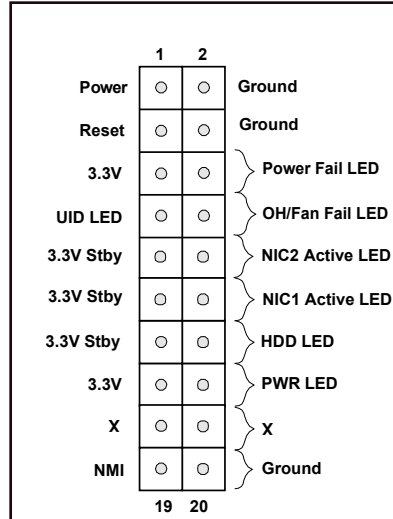 1 2
Power Ground
Reset Ground
3.3V Power Fail LED
UID LED OH/Fan Fail LED
3.3V Stby NIC2 Active LED
3.3V Stby NIC1 Active LED
3.3V Stby HDD LED
3.3V PWR LED
X X
NMI Ground
19 20